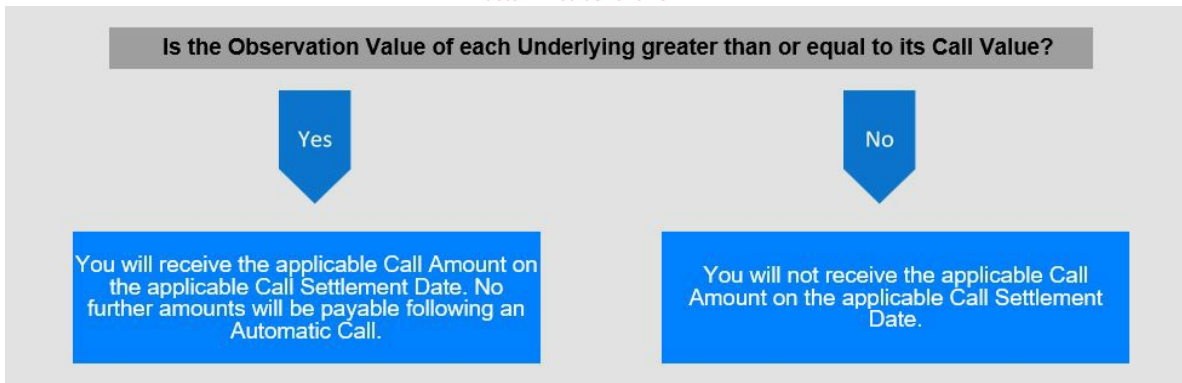 Is the Observation Value of each Underlying greater than or equal to its Call Value?
Yes
No
You will receive the applicable Call Amount on
the applicable Call Settlement Date. No
further amounts will be payable following an
Automatic Call.
You will not receive the applicable Call
Amount on the applicable Call Settlement
Date.